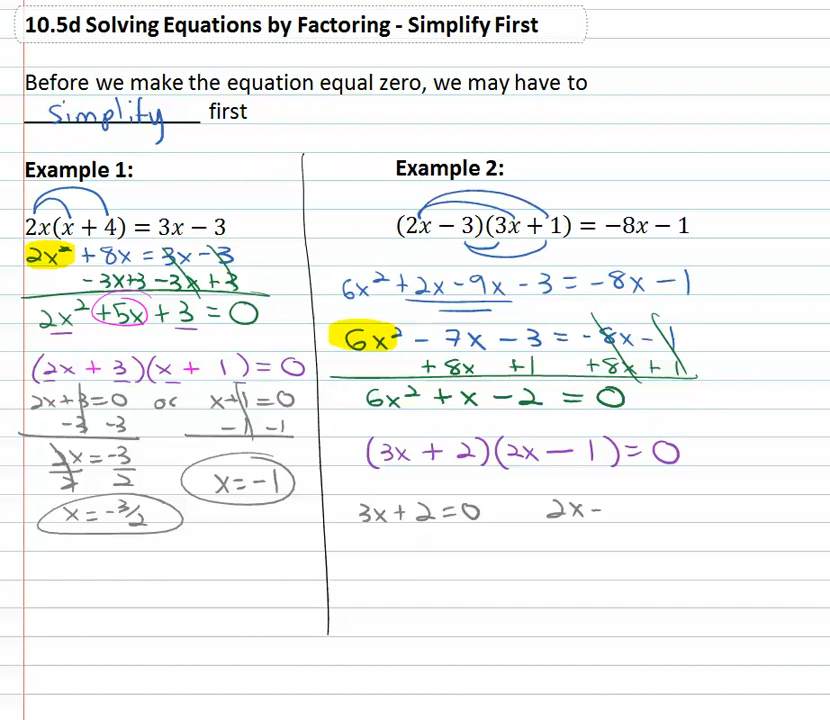 10.5d Solving Equations by Factoring - Simplify First
Before we make the equation equal zero, we may have to
simplify first
Example 1:
2x(x + 4) = 3x − 3
2x² + 8x = 3x − 3
− 3x+3 − 3x + 3
2x² + 5x + 3 = 0
(2x + 3)(x + 1) = 0
2x+3=0 or x+1=0
−3 −3 −1 −1
2x = −3
2 2
x = −3/2
x = −1
Example 2:
(2x − 3)(3x + 1) = −8x − 1
6x² + 2x − 9x − 3 = −8x − 1
6x² − 7x − 3 = −8x − 1
+ 8x +1 +8x + 1
6x² + x − 2 = 0
(3x + 2)(2x − 1) = 0
3x + 2 = 0 2x −